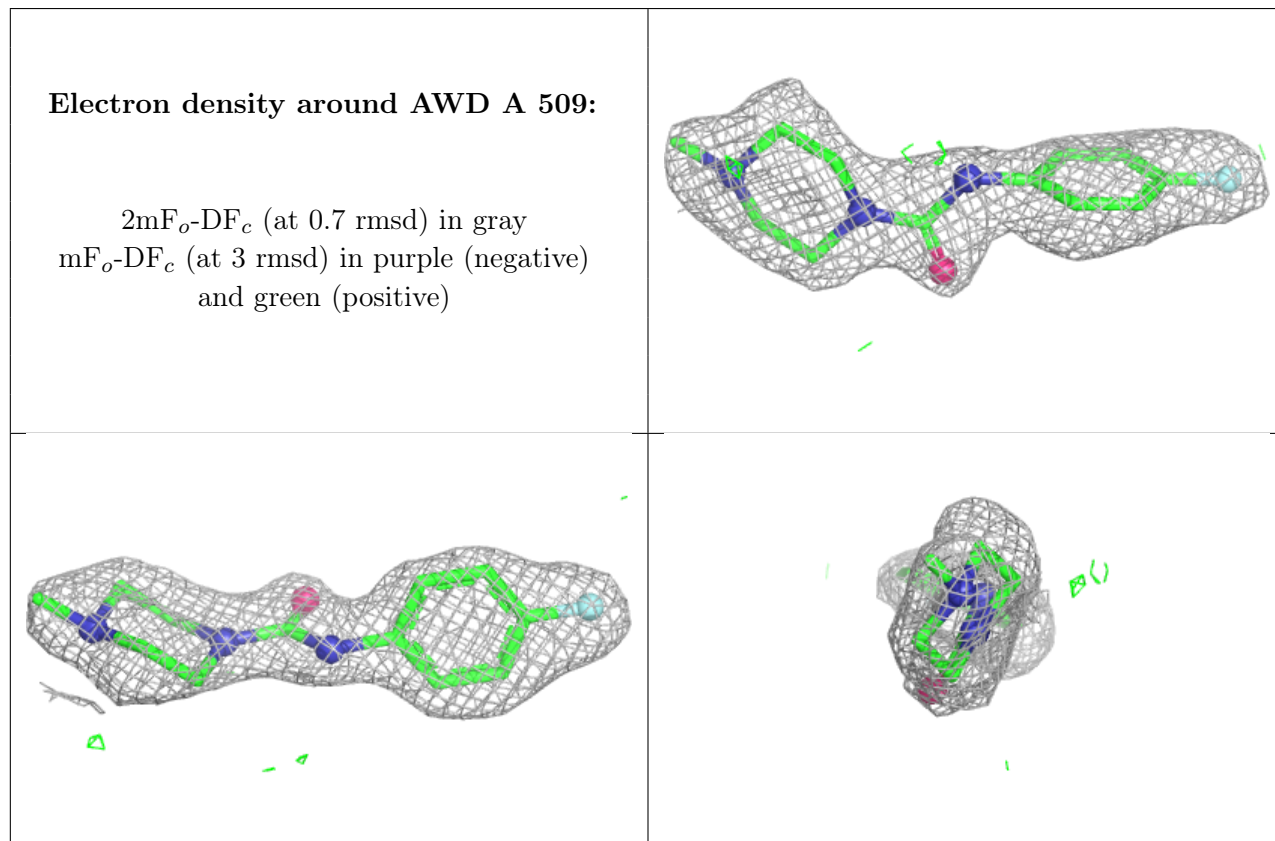 Electron density around AWD A 509:
2mFₒ-DF𝒸 (at 0.7 rmsd) in gray
mFₒ-DF𝒸 (at 3 rmsd) in purple (negative)
and green (positive)